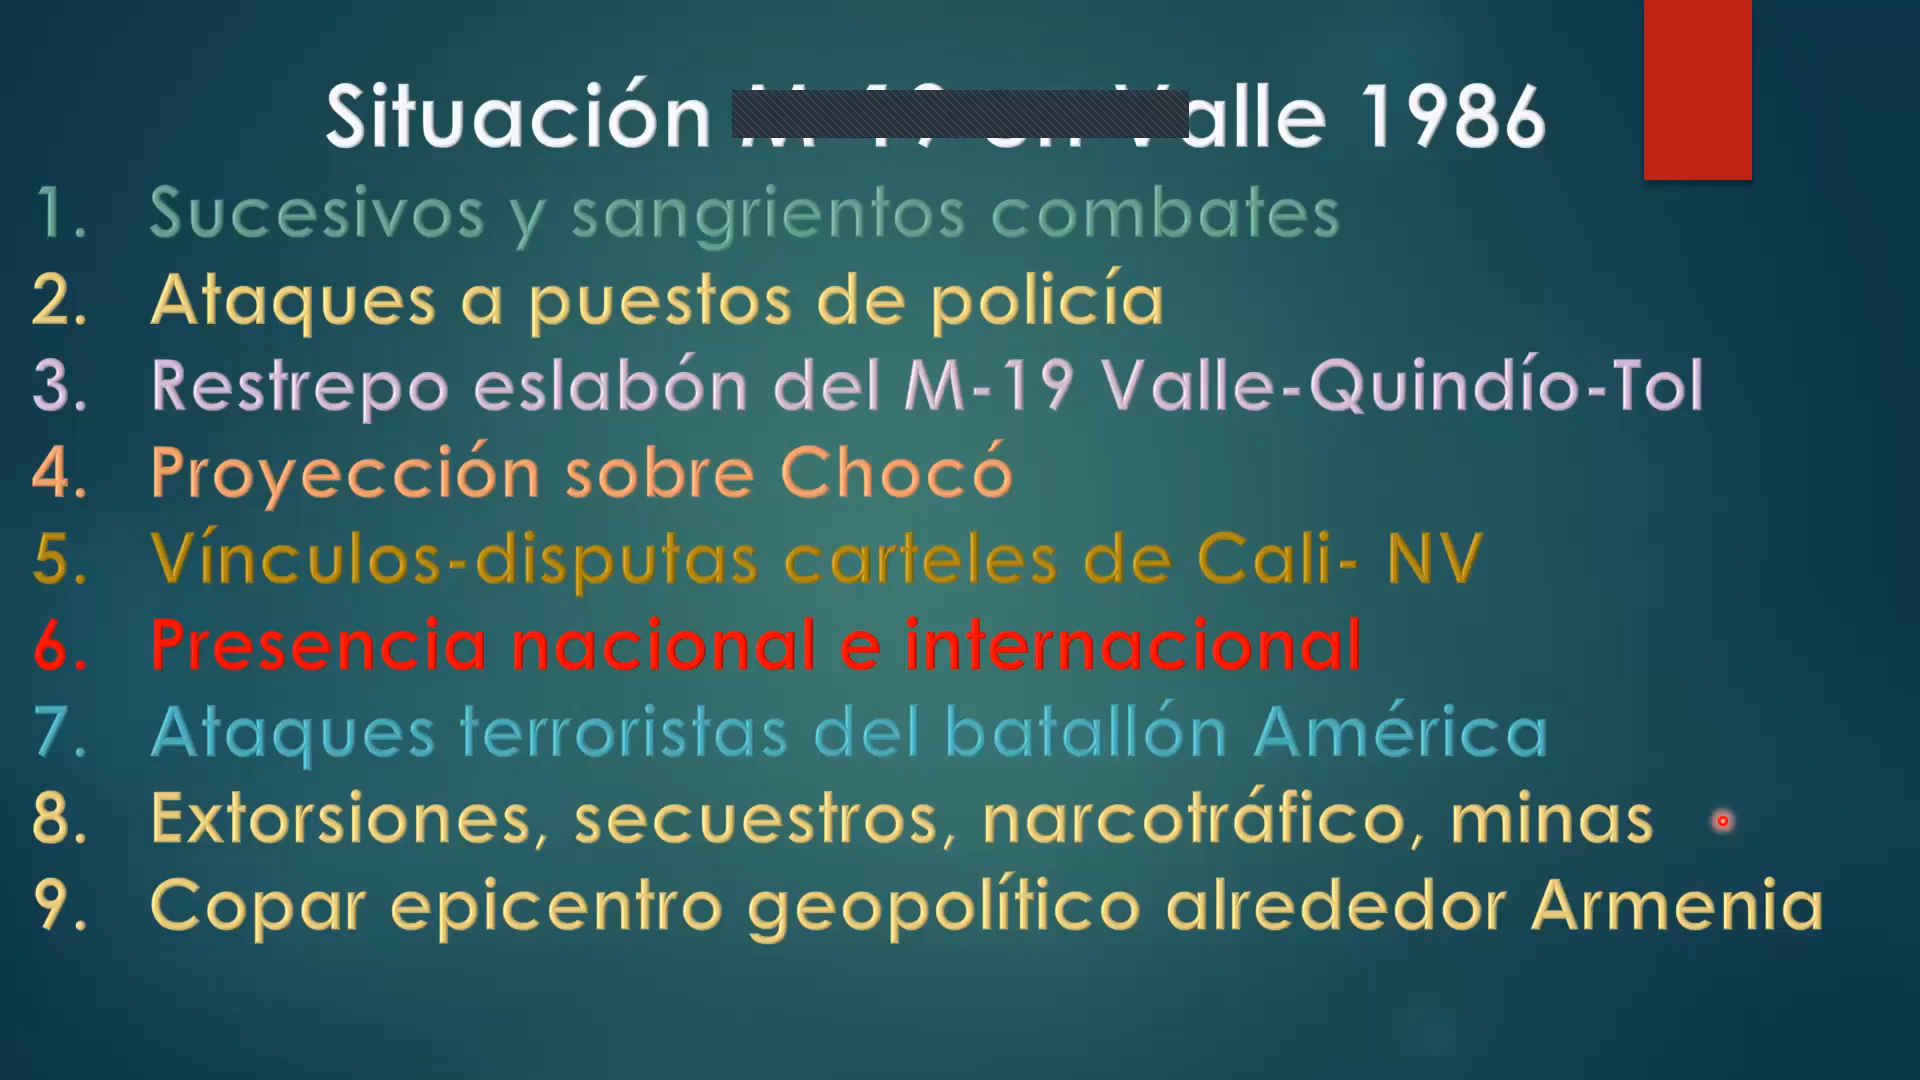 Situación alle 1986
1. Sucesivos y sangrientos combates
2. Ataques a puestos de policía
3. Restrepo eslabón del M-19 Valle-Quindío-Tol
4. Proyección sobre Chocó
5. Vínculos-disputas carteles de Cali- NV
6. Presencia nacional e internacional
7. Ataques terroristas del batallón América
8. Extorsiones, secuestros, narcotráfico, minas
9. Copar epicentro geopolítico alrededor Armenia